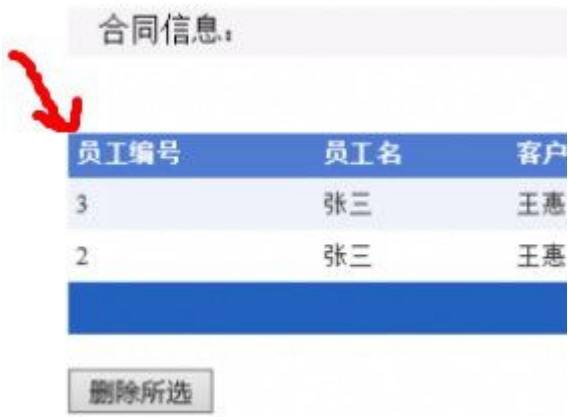 合同信息：
员工编号 员工名 客户
3 张三 王惠
2 张三 王惠
删除所选